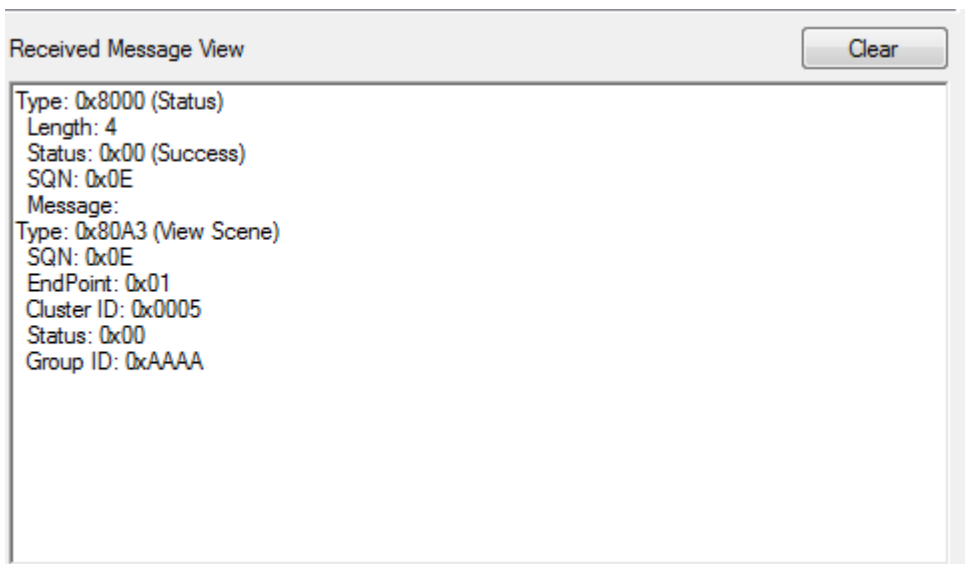 Received Message View
Clear
Type: 0x8000 (Status)
Length: 4
Status: 0x00 (Success)
SQN: 0x0E
Message:
Type: 0x80A3 (View Scene)
SQN: 0x0E
EndPoint: 0x01
Cluster ID: 0x0005
Status: 0x00
Group ID: 0xAAAA